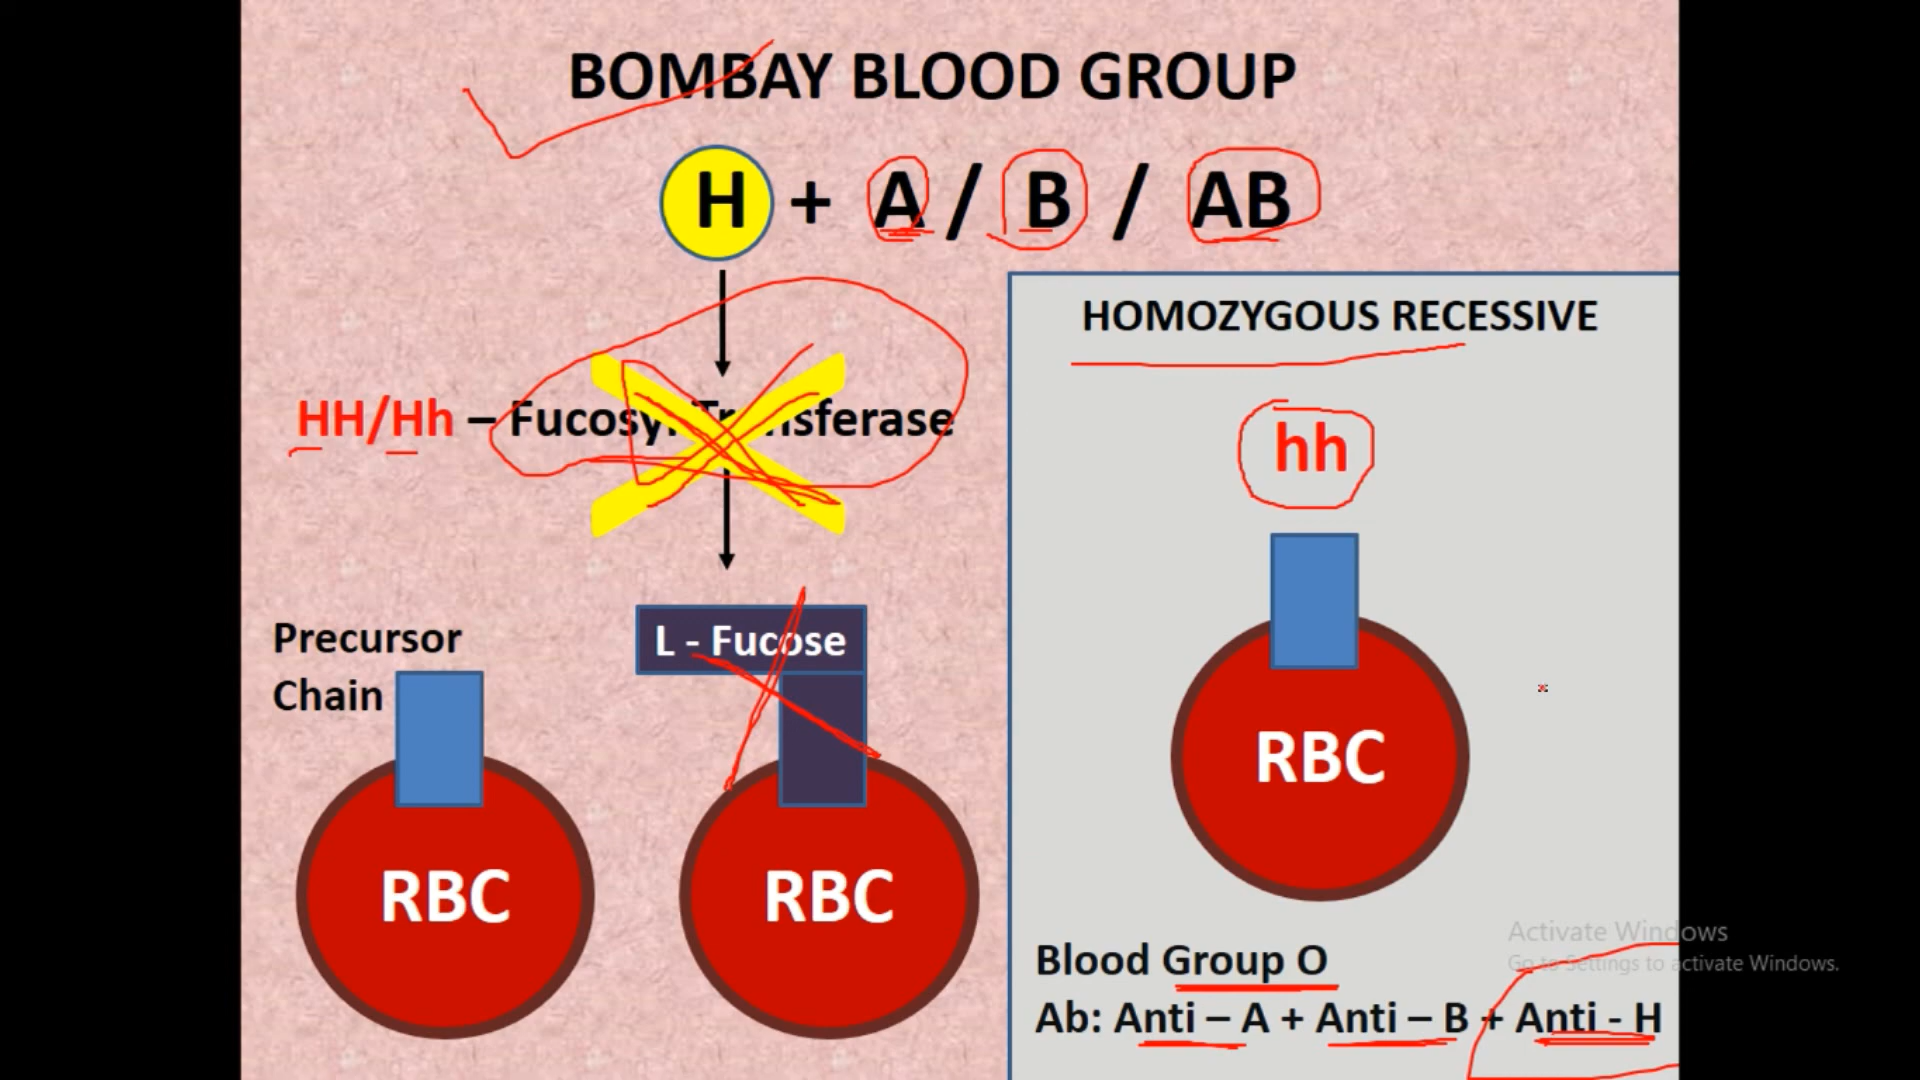 BOMBAY BLOOD GROUP
H + A / B / AB
HOMOZYGOUS RECESSIVE
HH/Hh – Fucosyl Transferase
hh
Precursor
Chain
L - Fucose
RBC
RBC
RBC
Blood Group O
Ab: Anti – A + Anti – B + Anti - H
Activate Windows
Go to Settings to activate Windows.